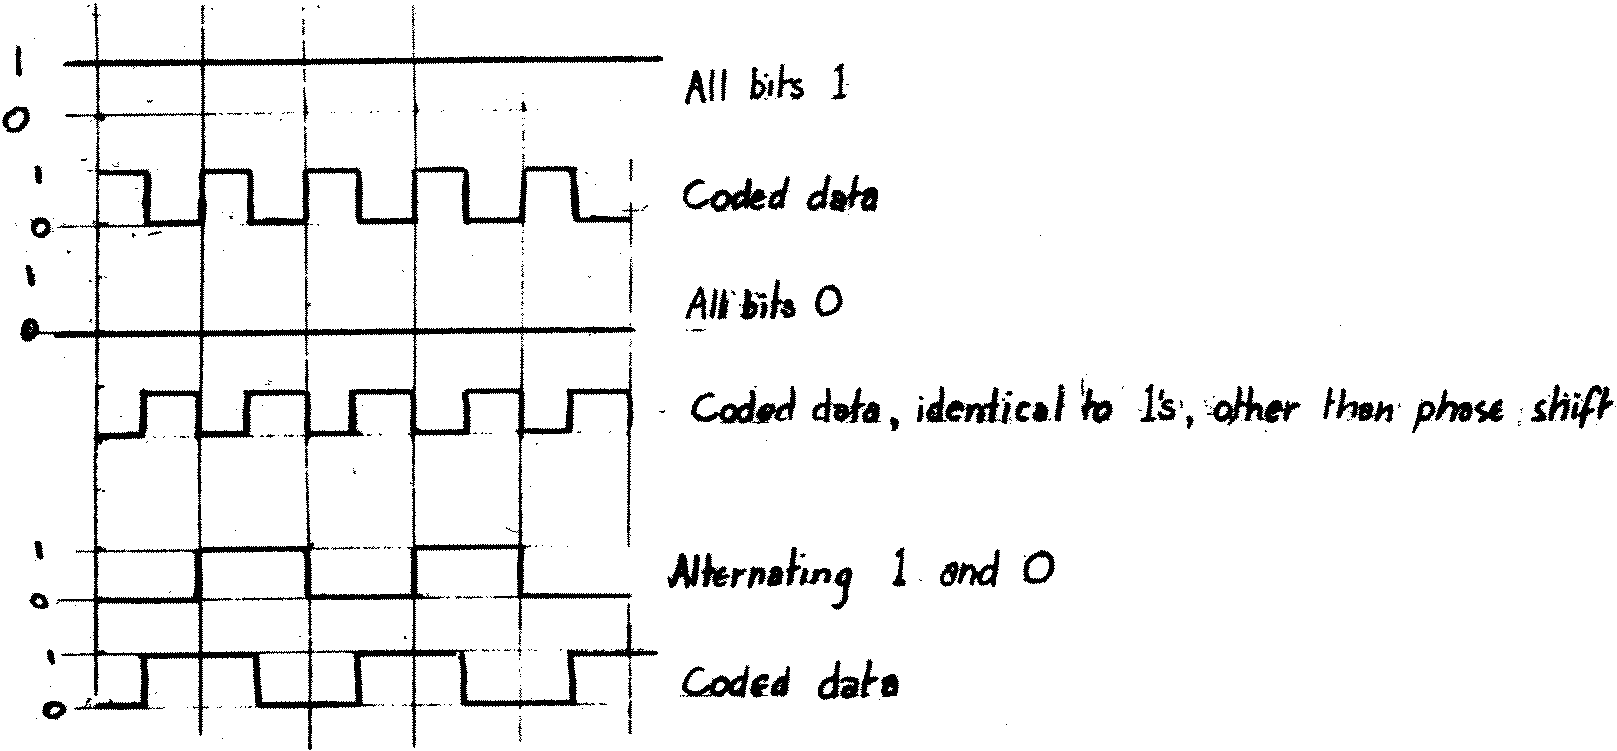 1
All bits 1
0
1
Coded data
0
1
All bits 0
0
Coded data, identical to 1's, other than phase shift
1
Alternating 1 and 0
0
1
Coded data
0